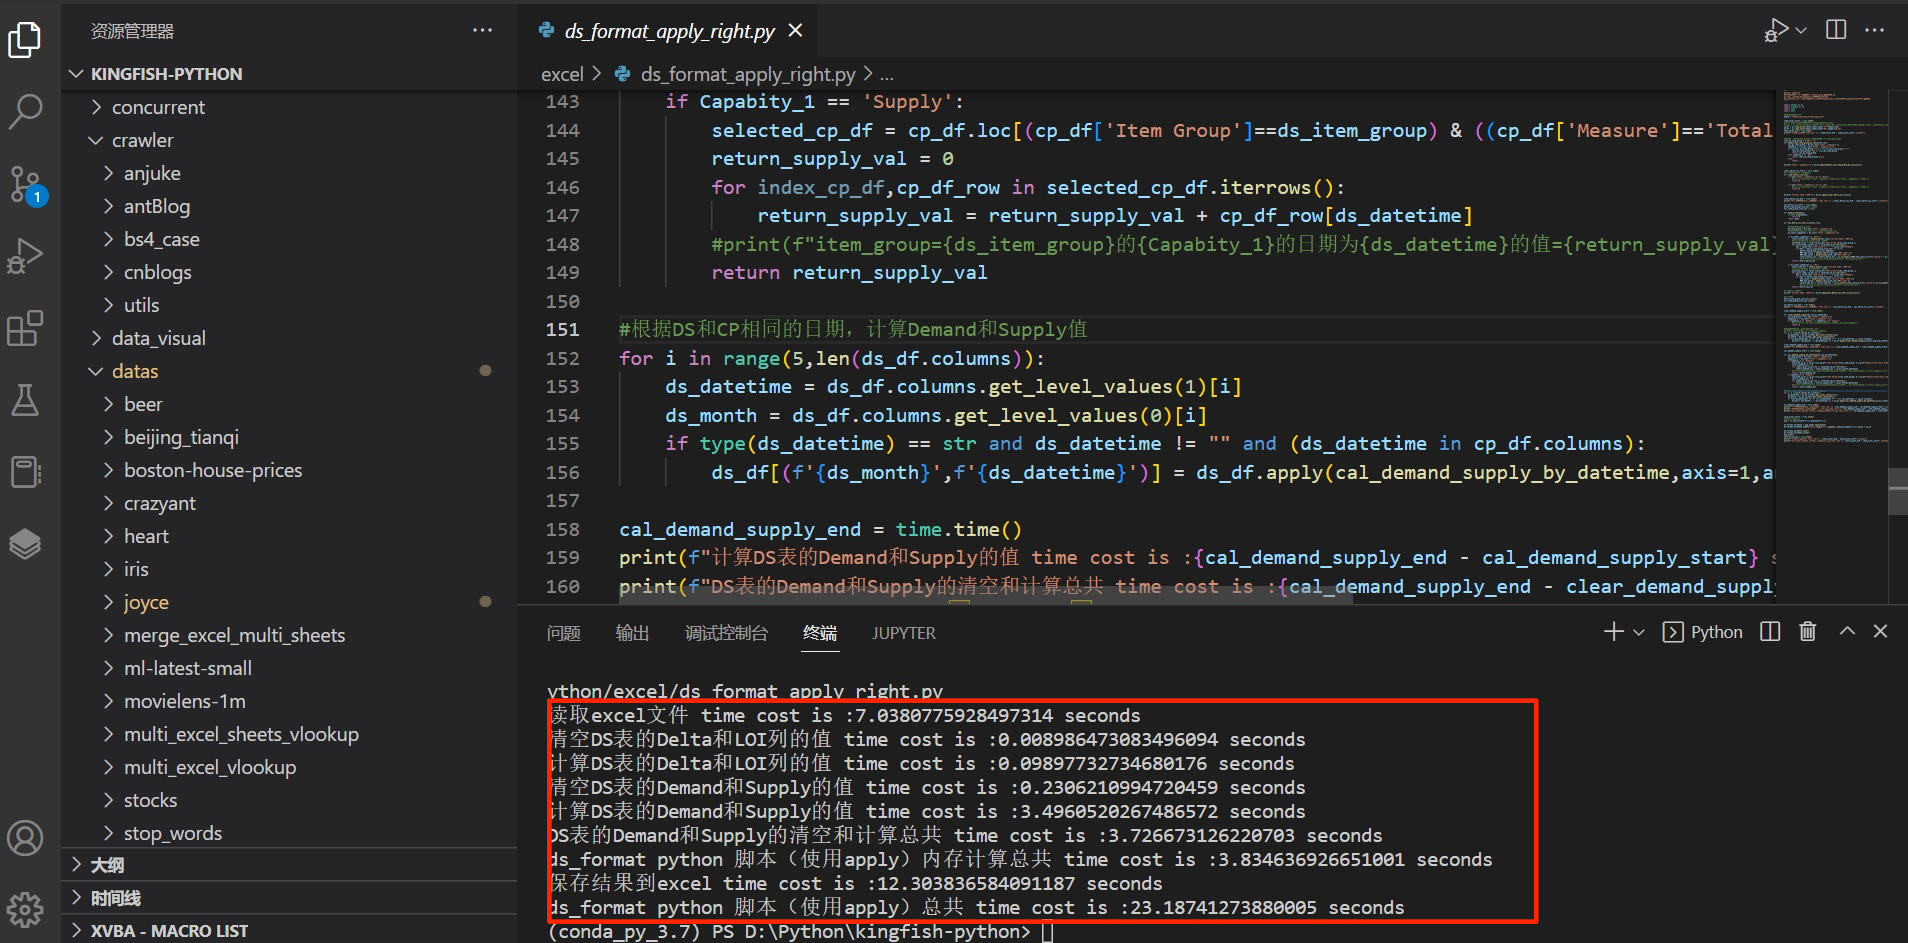 资源管理器
KINGFISH-PYTHON
concurrent
crawler
anjuke
antBlog
bs4_case
cnblogs
utils
data_visual
datas
beer
beijing_tianqi
boston-house-prices
crazyant
heart
iris
joyce
merge_excel_multi_sheets
ml-latest-small
movielens-1m
multi_excel_sheets_vlookup
multi_excel_vlookup
stocks
stop_words
大纲
时间线
XVBA - MACRO LIST
1
ds_format_apply_right.py
excel > ds_format_apply_right.py > ...
143 if Capabity_1 == 'Supply':
144 selected_cp_df = cp_df.loc[(cp_df['Item Group']==ds_item_group) & ((cp_df['Measure']=='Total
145 return_supply_val = 0
146 for index_cp_df,cp_df_row in selected_cp_df.iterrows():
147 return_supply_val = return_supply_val + cp_df_row[ds_datetime]
148 #print(f"item_group={ds_item_group}的{Capabity_1}的日期为{ds_datetime}的值={return_supply_val}
149 return return_supply_val
150
151 #根据DS和CP相同的日期，计算Demand和Supply值
152 for i in range(5,len(ds_df.columns)):
153 ds_datetime = ds_df.columns.get_level_values(1)[i]
154 ds_month = ds_df.columns.get_level_values(0)[i]
155 if type(ds_datetime) == str and ds_datetime != "" and (ds_datetime in cp_df.columns):
156 ds_df[(f'{ds_month}',f'{ds_datetime}')] = ds_df.apply(cal_demand_supply_by_datetime,axis=1,a
157
158 cal_demand_supply_end = time.time()
159 print(f"计算DS表的Demand和Supply的值 time cost is :{cal_demand_supply_end - cal_demand_supply_start} s
160 print(f"DS表的Demand和Supply的清空和计算总共 time cost is :{cal_demand_supply_end - clear_demand_suppl
问题 输出 调试控制台 终端 JUPYTER
Python
ython/excel/ds_format_apply_right.py
读取excel文件 time cost is :7.0380775928497314 seconds
清空DS表的Delta和LOI列的值 time cost is :0.008986473083496094 seconds
计算DS表的Delta和LOI列的值 time cost is :0.09897732734680176 seconds
清空DS表的Demand和Supply的值 time cost is :0.2306210994720459 seconds
计算DS表的Demand和Supply的值 time cost is :3.4960520267486572 seconds
DS表的Demand和Supply的清空和计算总共 time cost is :3.726673126220703 seconds
ds_format python 脚本（使用apply）内存计算总共 time cost is :3.834636926651001 seconds
保存结果到excel time cost is :12.303836584091187 seconds
ds_format python 脚本（使用apply）总共 time cost is :23.18741273880005 seconds
(conda_py_3.7) PS D:\Python\kingfish-python>